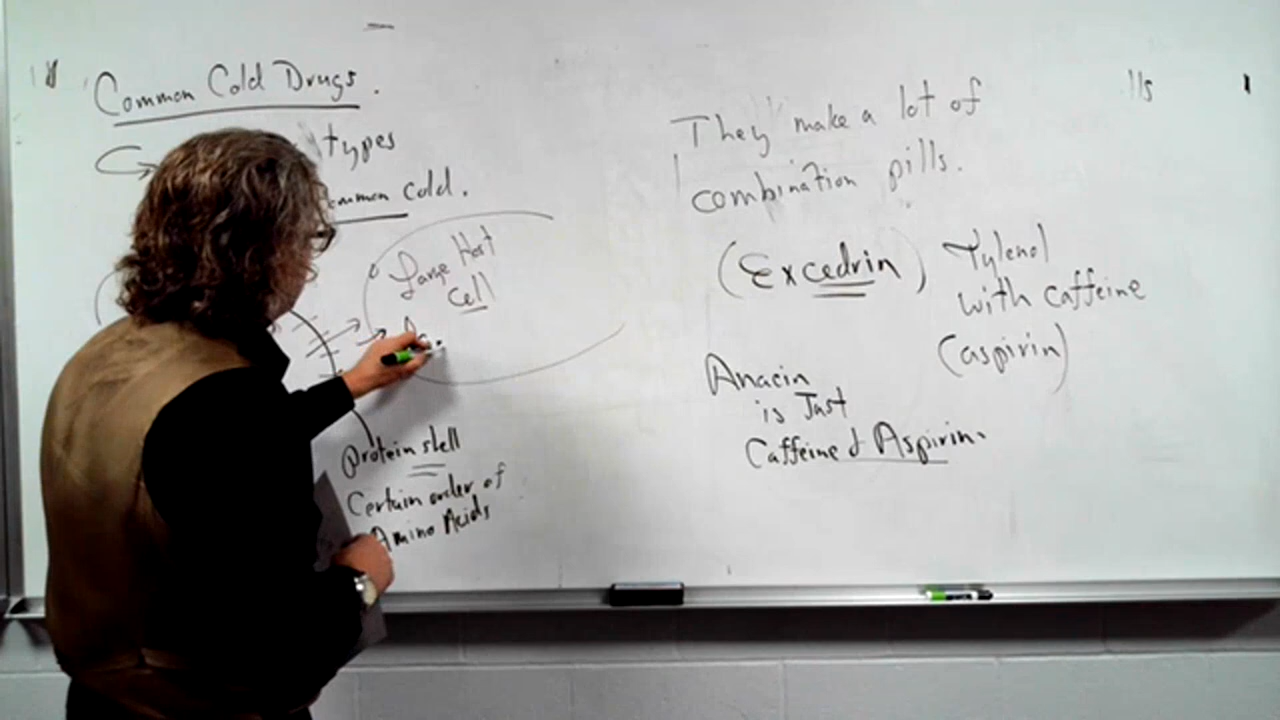 Common Cold Drugs.
types
common cold.
Large Host
Cell
Protein shell
Certain order of
Amino Acids
They make a lot of
combination pills.
(Excedrin)
Tylenol
with caffeine
(aspirin)
Anacin
is Just
Caffeine & Aspirin.